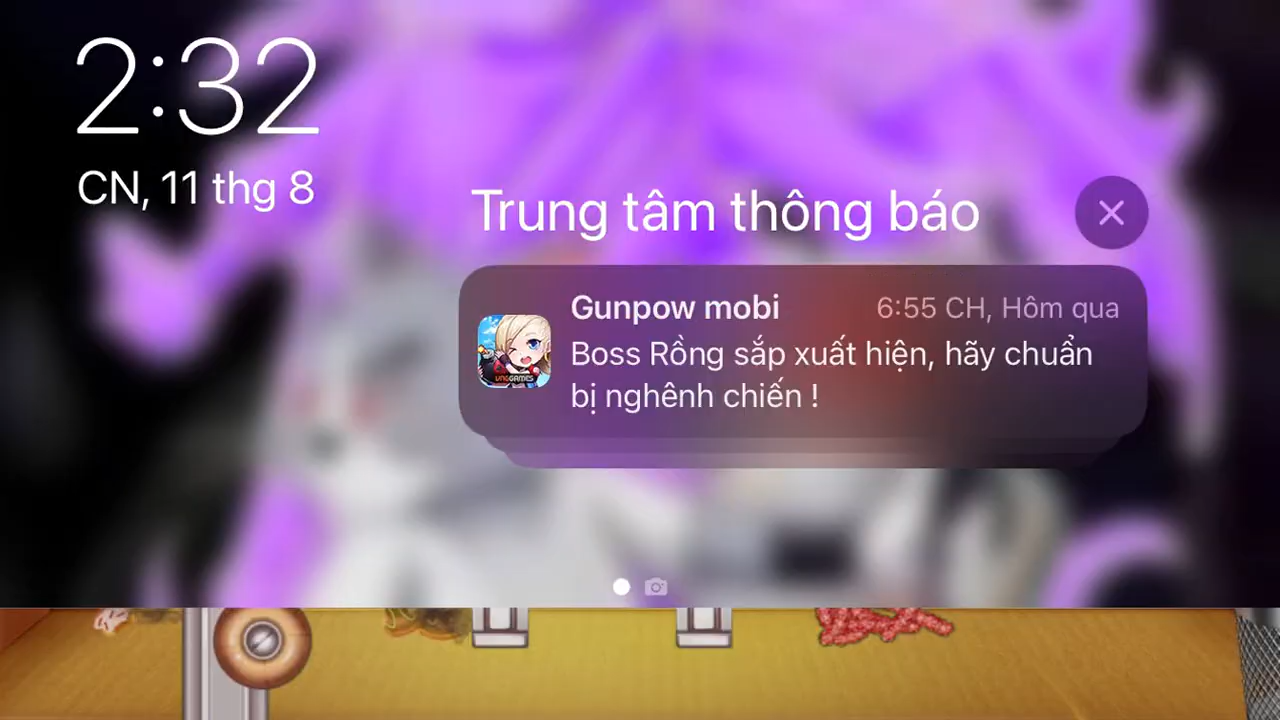 2:32
CN, 11 thg 8
Trung tâm thông báo
Gunpow mobi
6:55 CH, Hôm qua
Boss Rồng sắp xuất hiện, hãy chuẩn
bị nghênh chiến !
VNGGAMES